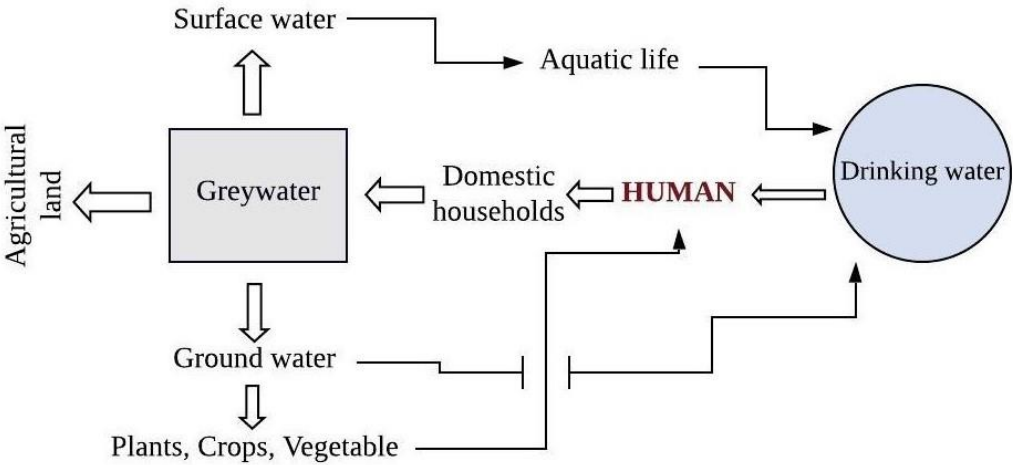 Surface water
Aquatic life
Agricultural
land
Greywater
Domestic
households
HUMAN
Drinking water
Ground water
Plants, Crops, Vegetable